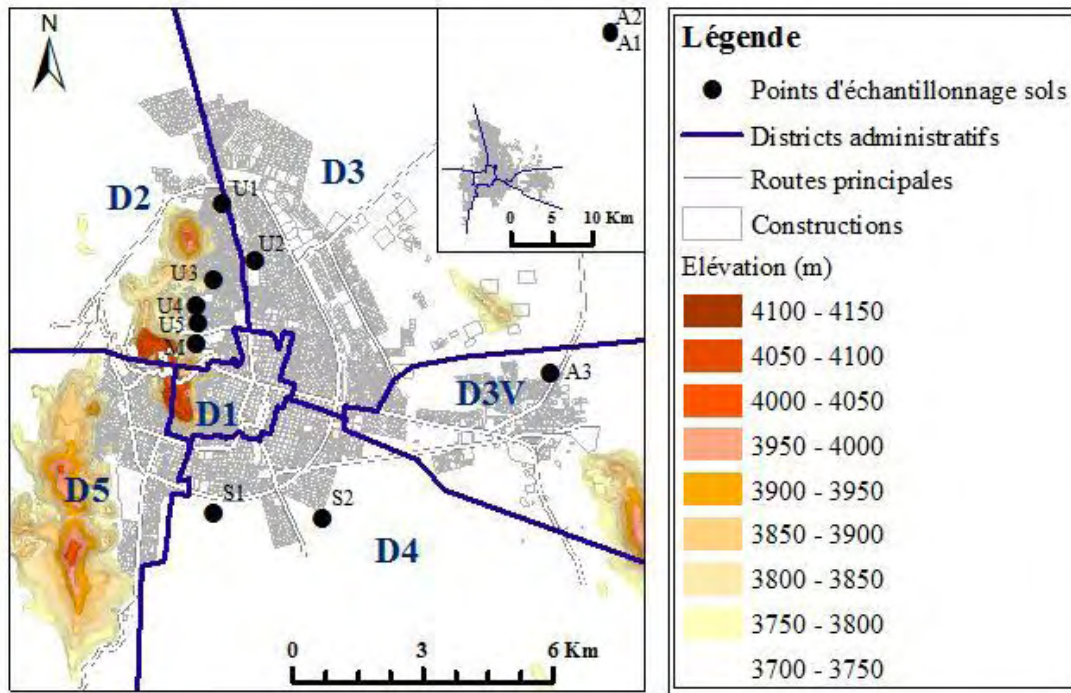 N
A2
A1
0 5 10 Km
D3
D2
U1
U2
U3
U4
U5
M
D1
D3V
A3
D5
S1
S2
D4
0 3 6 Km
Légende
Points d'échantillonnage sols
Districts administratifs
Routes principales
Constructions
Elévation (m)
4100 - 4150
4050 - 4100
4000 - 4050
3950 - 4000
3900 - 3950
3850 - 3900
3800 - 3850
3750 - 3800
3700 - 3750